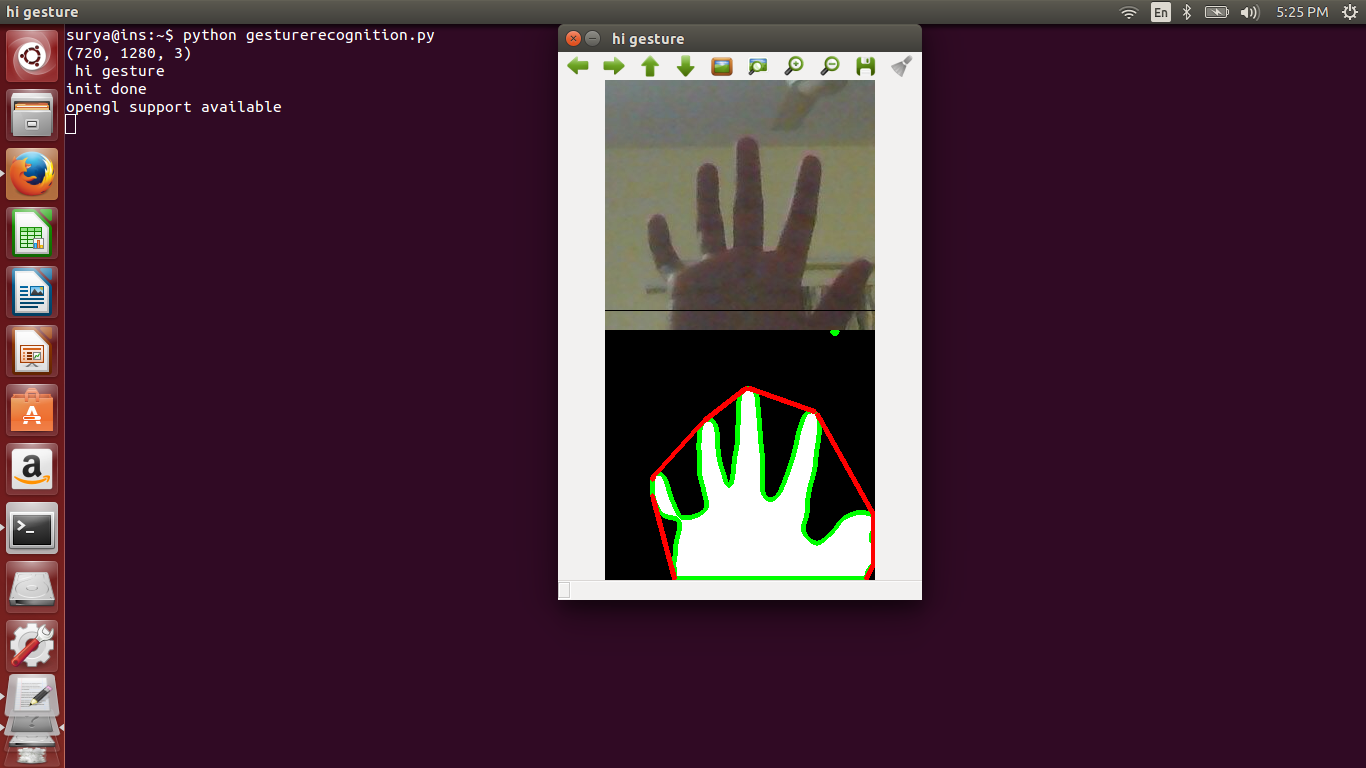 hi gesture
En
5:25 PM
surya@ins:~$ python gesturerecognition.py
(720, 1280, 3)
 hi gesture
init done
opengl support available
hi gesture